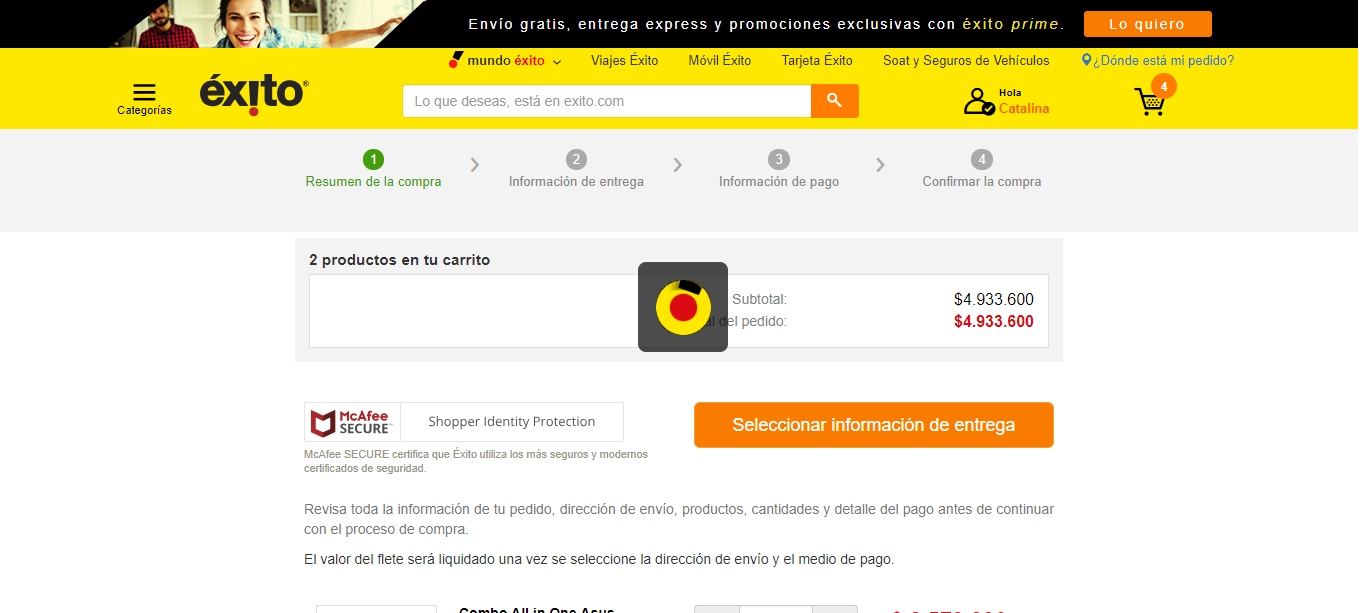 Envío gratis, entrega express y promociones exclusivas con éxito prime.
Lo quiero
mundo éxito
Viajes Éxito
Móvil Éxito
Tarjeta Éxito
Soat y Seguros de Vehículos
¿Dónde está mi pedido?
Categorías
éxito®
Lo que deseas, está en exito.com
Hola
Catalina
4
1
2
3
4
Resumen de la compra
Información de entrega
Información de pago
Confirmar la compra
2 productos en tu carrito
Subtotal:
$4.933.600
del pedido:
$4.933.600
McAfee
SECURE
Shopper Identity Protection
Seleccionar información de entrega
McAfee SECURE certifica que Éxito utiliza los más seguros y modernos
certificados de seguridad.
Revisa toda la información de tu pedido, dirección de envío, productos, cantidades y detalle del pago antes de continuar
con el proceso de compra.
El valor del flete será liquidado una vez se seleccione la dirección de envío y el medio de pago.
Combo All in One Asus